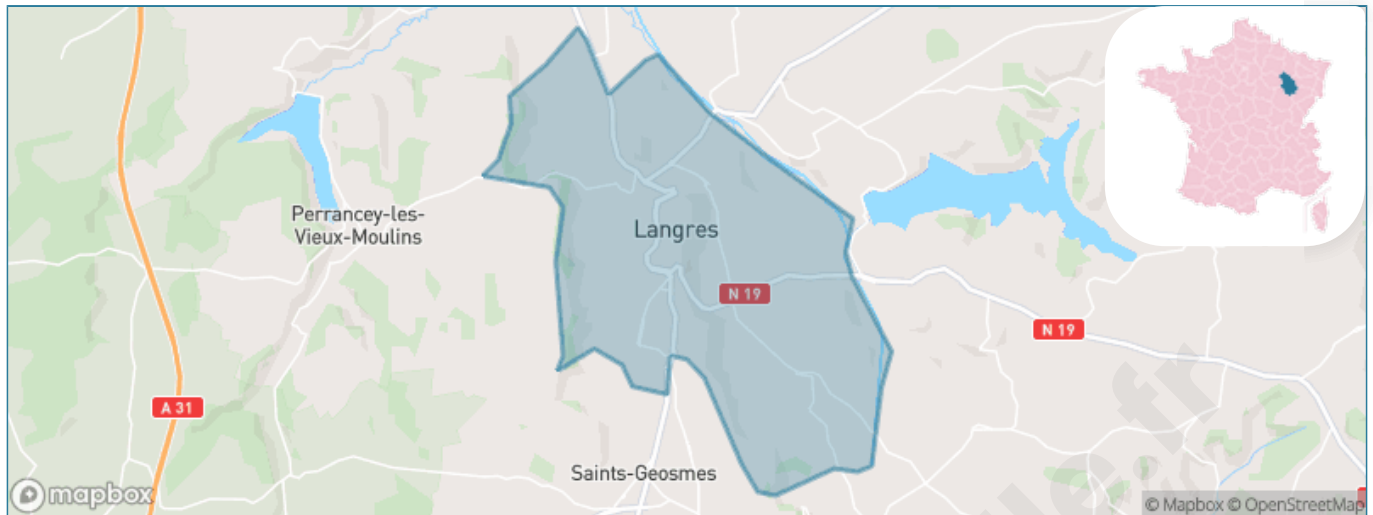 Perrancey-les-
Vieux-Moulins
Langres
N 19
N 19
A 31
Saints-Geosmes
mapbox
© Mapbox © OpenStreetMap